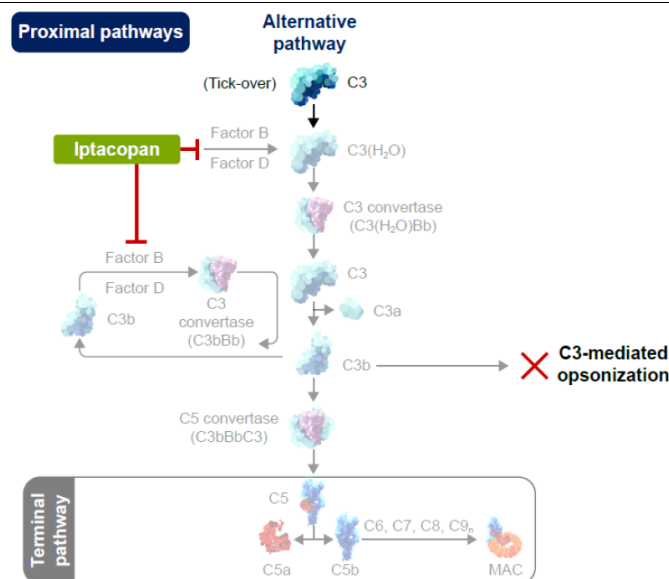 Proximal pathways
Alternative
pathway
(Tick-over)
C3
Iptacopan
Factor B
Factor D
C3(H₂O)
C3 convertase
(C3(H₂O)Bb)
Factor B
Factor D
C3b
C3
convertase
(C3bBb)
C3
C3a
C3b
C3-mediated
opsonization
C5 convertase
(C3bBbC3)
Terminal
pathway
C5
C5a
C5b
C6, C7, C8, C9ₙ
MAC